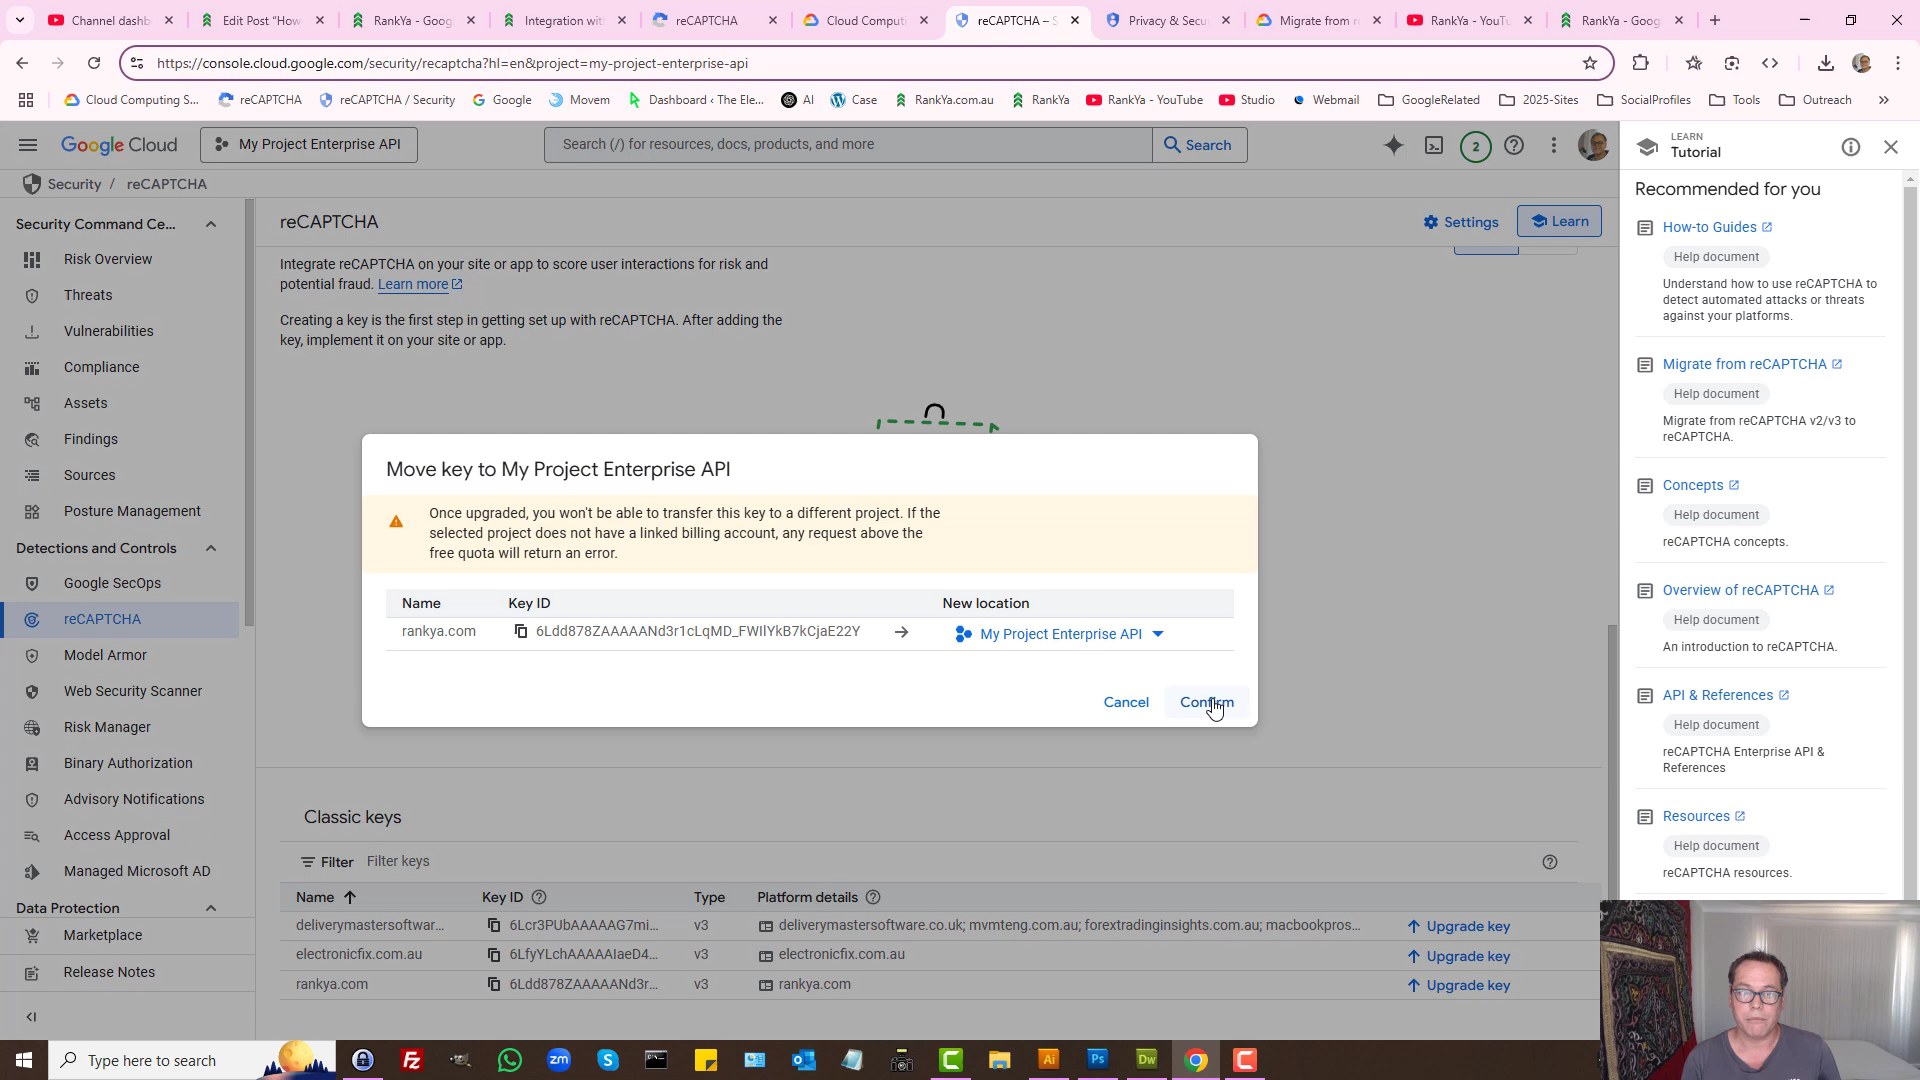 Channel dashb
Edit Post "How
RankYa - Goog
Integration wit
reCAPTCHA
Cloud Computi
reCAPTCHA – S
Privacy & Secu
Migrate from r
RankYa - YouTu
RankYa - Goog
https://console.cloud.google.com/security/recaptcha?hl=en&project=my-project-enterprise-api
Cloud Computing S...
reCAPTCHA
reCAPTCHA / Security
Google
Movem
Dashboard ‹ The Ele...
AI
Case
RankYa.com.au
RankYa
RankYa - YouTube
Studio
Webmail
GoogleRelated
2025-Sites
SocialProfiles
Tools
Outreach
Google Cloud
My Project Enterprise API
Search (/) for resources, docs, products, and more
Search
2
Security / reCAPTCHA
Security Command Ce...
Risk Overview
Threats
Vulnerabilities
Compliance
Assets
Findings
Sources
Posture Management
Detections and Controls
Google SecOps
reCAPTCHA
Model Armor
Web Security Scanner
Risk Manager
Binary Authorization
Advisory Notifications
Access Approval
Managed Microsoft AD
Data Protection
Marketplace
Release Notes
reCAPTCHA
Settings
Learn
Integrate reCAPTCHA on your site or app to score user interactions for risk and
potential fraud. Learn more
Creating a key is the first step in getting set up with reCAPTCHA. After adding the
key, implement it on your site or app.
Move key to My Project Enterprise API
Once upgraded, you won't be able to transfer this key to a different project. If the
selected project does not have a linked billing account, any request above the
free quota will return an error.
Name Key ID New location
rankya.com 6Ldd878ZAAAAANd3r1cLqMD_FWIlYkB7kCjaE22Y My Project Enterprise API
Cancel Confirm
Classic keys
Filter Filter keys
Name Key ID Type Platform details
deliverymastersoftwar... 6Lcr3PUbAAAAAG7mi... v3 deliverymastersoftware.co.uk; mvmteng.com.au; forextradinginsights.com.au; macbookpros... Upgrade key
electronicfix.com.au 6LfyYLchAAAAAIaeD4... v3 electronicfix.com.au Upgrade key
rankya.com 6Ldd878ZAAAAANd3r... v3 rankya.com Upgrade key
LEARN
Tutorial
Recommended for you
How-to Guides
Help document
Understand how to use reCAPTCHA to
detect automated attacks or threats
against your platforms.
Migrate from reCAPTCHA
Help document
Migrate from reCAPTCHA v2/v3 to
reCAPTCHA.
Concepts
Help document
reCAPTCHA concepts.
Overview of reCAPTCHA
Help document
An introduction to reCAPTCHA.
API & References
Help document
reCAPTCHA Enterprise API &
References
Resources
Help document
reCAPTCHA resources.
Type here to search
Fz
zm
S
C
Ai
Ps
Dw
C